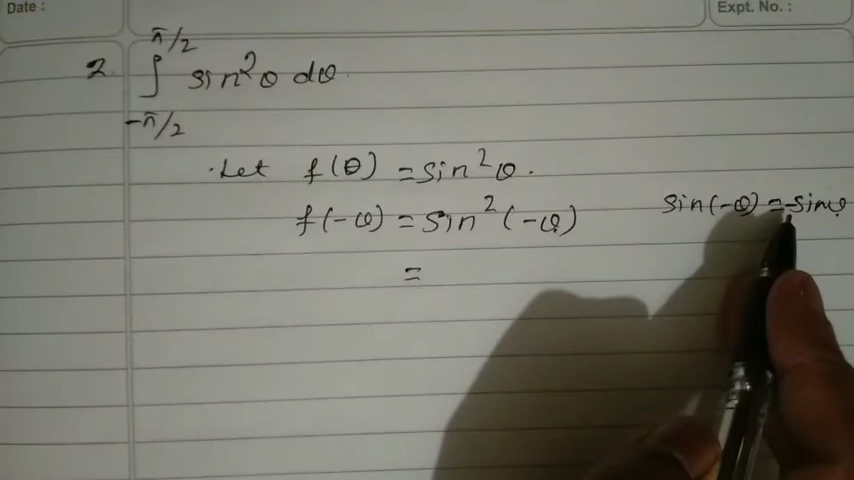 Date :
Expt. No. :
2. ∫_{-π/2}^{π/2} sin²θ dθ.
Let f(θ) = sin²θ.
f(-θ) = sin²(-θ) sin(-θ) = -sinθ
=